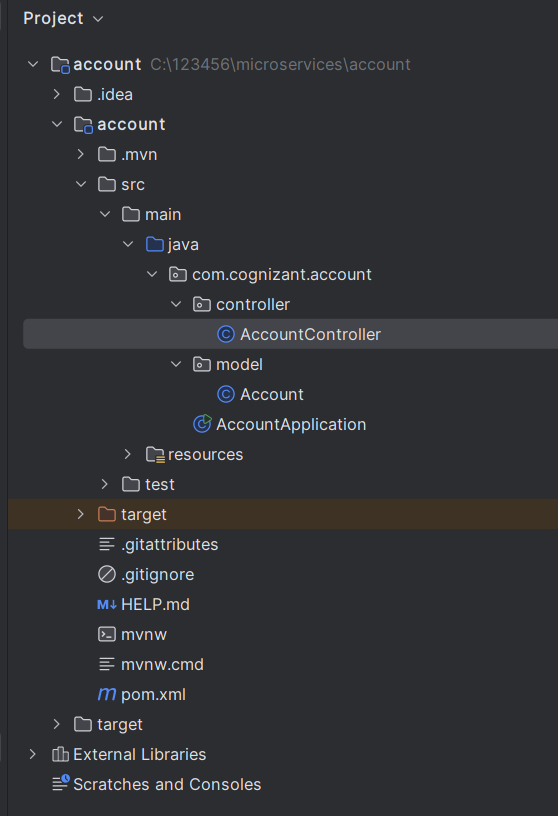 Project
account C:\123456\microservices\account
.idea
account
.mvn
src
main
java
com.cognizant.account
controller
AccountController
model
Account
AccountApplication
resources
test
target
.gitattributes
.gitignore
HELP.md
mvnw
mvnw.cmd
pom.xml
target
External Libraries
Scratches and Consoles